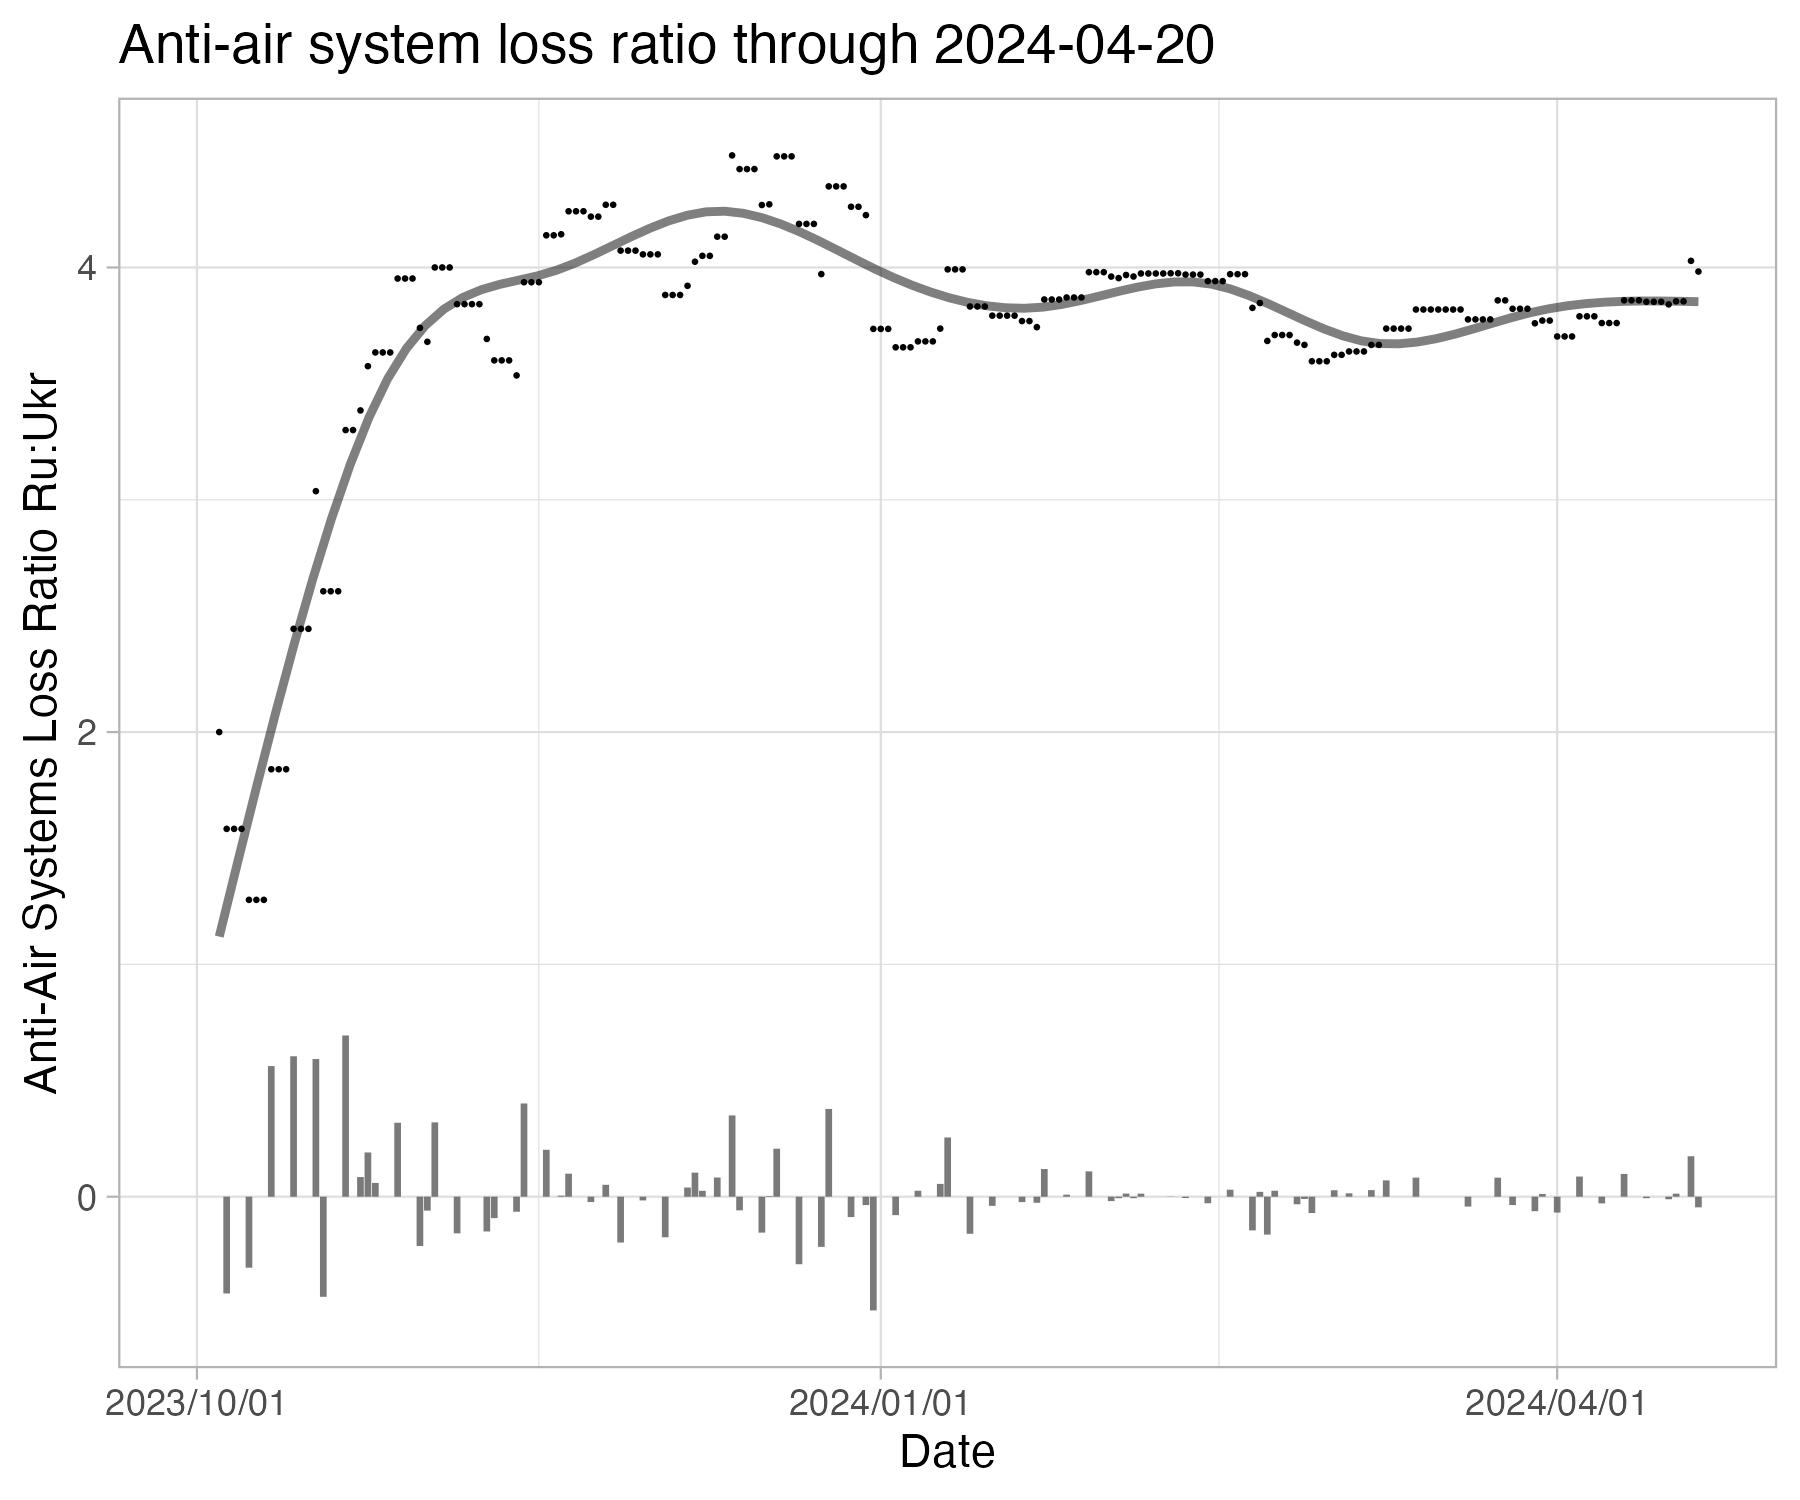 Anti-air system loss ratio through 2024-04-20
Anti-Air Systems Loss Ratio Ru:Ukr
4
2
0
2023/10/01
2024/01/01
2024/04/01
Date